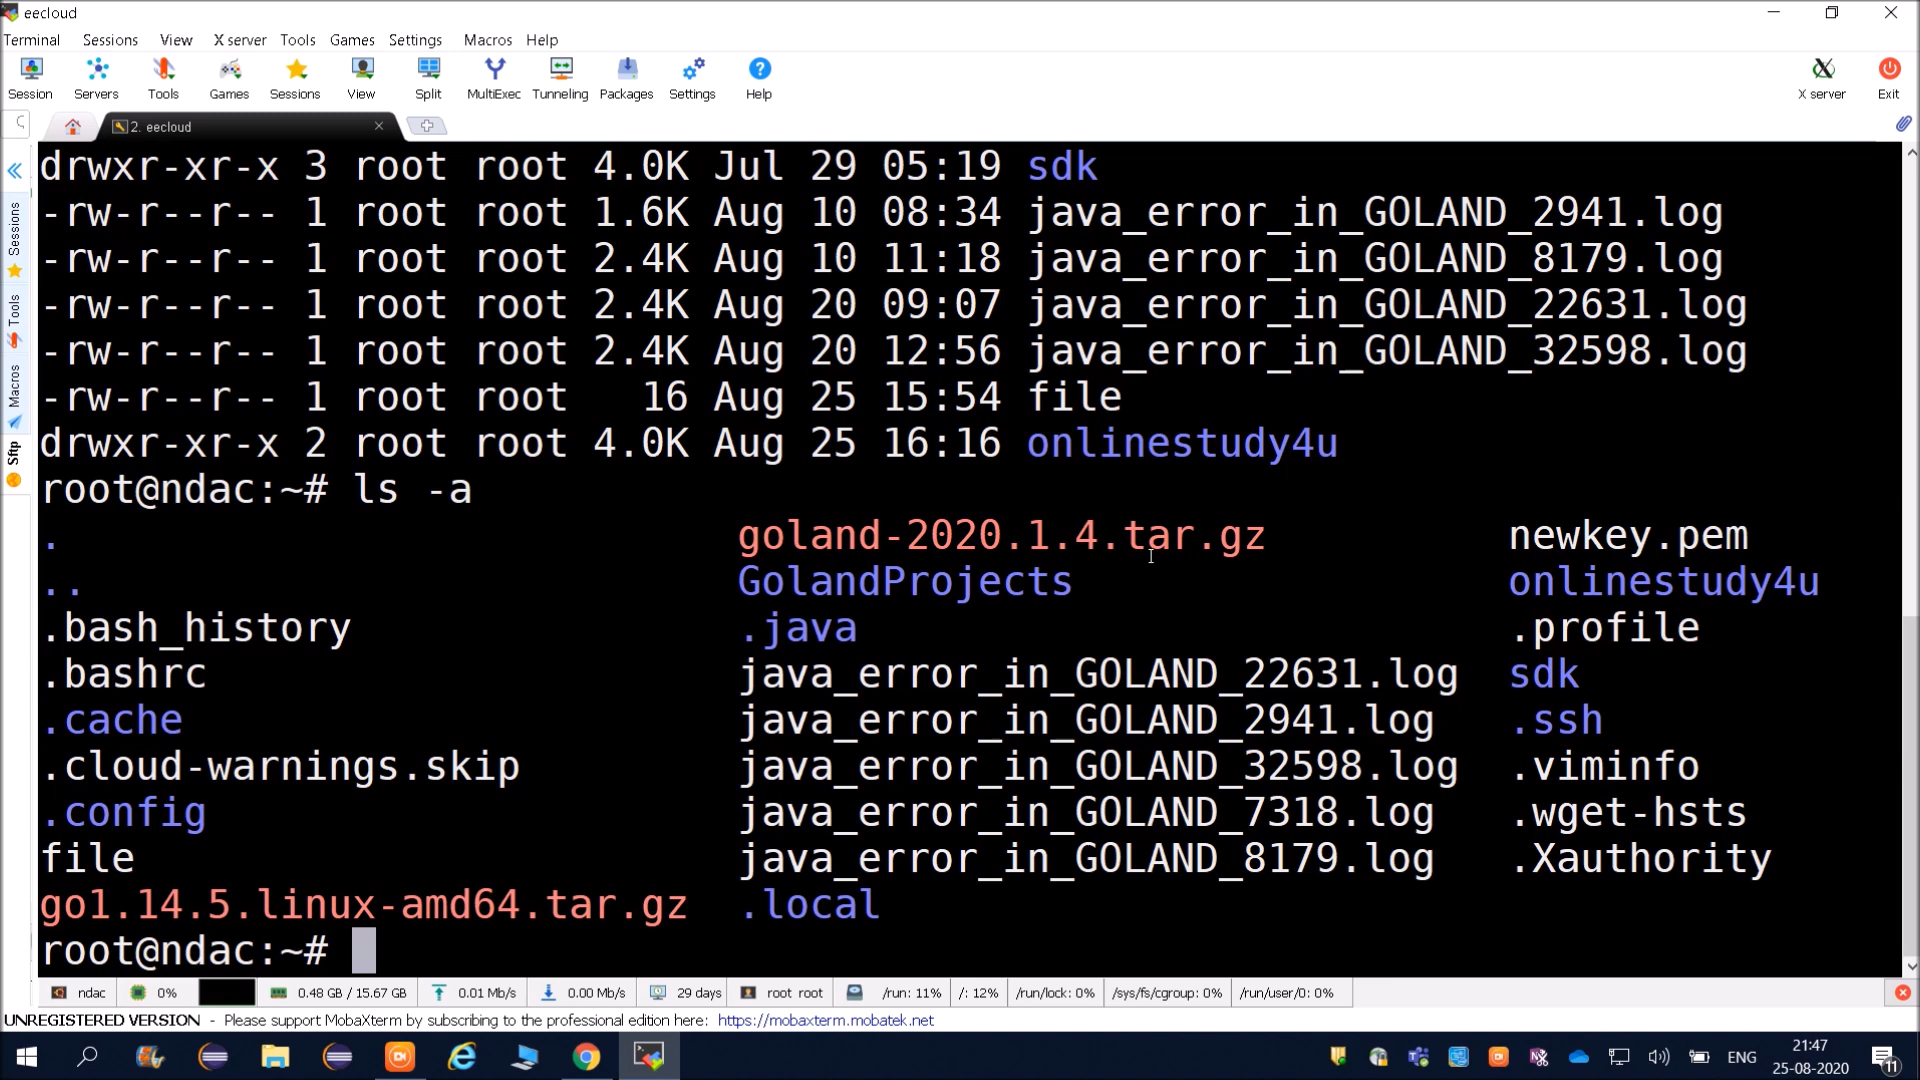 eecloud
Terminal Sessions View X server Tools Games Settings Macros Help
Session Servers Tools Games Sessions View Split MultiExec Tunneling Packages Settings Help X server Exit
2. eecloud
Sessions
Tools
Macros
Sftp
drwxr-xr-x 3 root root 4.0K Jul 29 05:19 sdk
-rw-r--r-- 1 root root 1.6K Aug 10 08:34 java_error_in_GOLAND_2941.log
-rw-r--r-- 1 root root 2.4K Aug 10 11:18 java_error_in_GOLAND_8179.log
-rw-r--r-- 1 root root 2.4K Aug 20 09:07 java_error_in_GOLAND_22631.log
-rw-r--r-- 1 root root 2.4K Aug 20 12:56 java_error_in_GOLAND_32598.log
-rw-r--r-- 1 root root 16 Aug 25 15:54 file
drwxr-xr-x 2 root root 4.0K Aug 25 16:16 onlinestudy4u
root@ndac:~# ls -a
. goland-2020.1.4.tar.gz newkey.pem
.. GolandProjects onlinestudy4u
.bash_history .java .profile
.bashrc java_error_in_GOLAND_22631.log sdk
.cache java_error_in_GOLAND_2941.log .ssh
.cloud-warnings.skip java_error_in_GOLAND_32598.log .viminfo
.config java_error_in_GOLAND_7318.log .wget-hsts
file java_error_in_GOLAND_8179.log .Xauthority
go1.14.5.linux-amd64.tar.gz .local
root@ndac:~#
ndac 0% 0.48 GB / 15.67 GB 0.01 Mb/s 0.00 Mb/s 29 days root root /run: 11% /: 12% /run/lock: 0% /sys/fs/cgroup: 0% /run/user/0: 0%
UNREGISTERED VERSION - Please support MobaXterm by subscribing to the professional edition here: https://mobaxterm.mobatek.net
ENG 21:47
25-08-2020 11